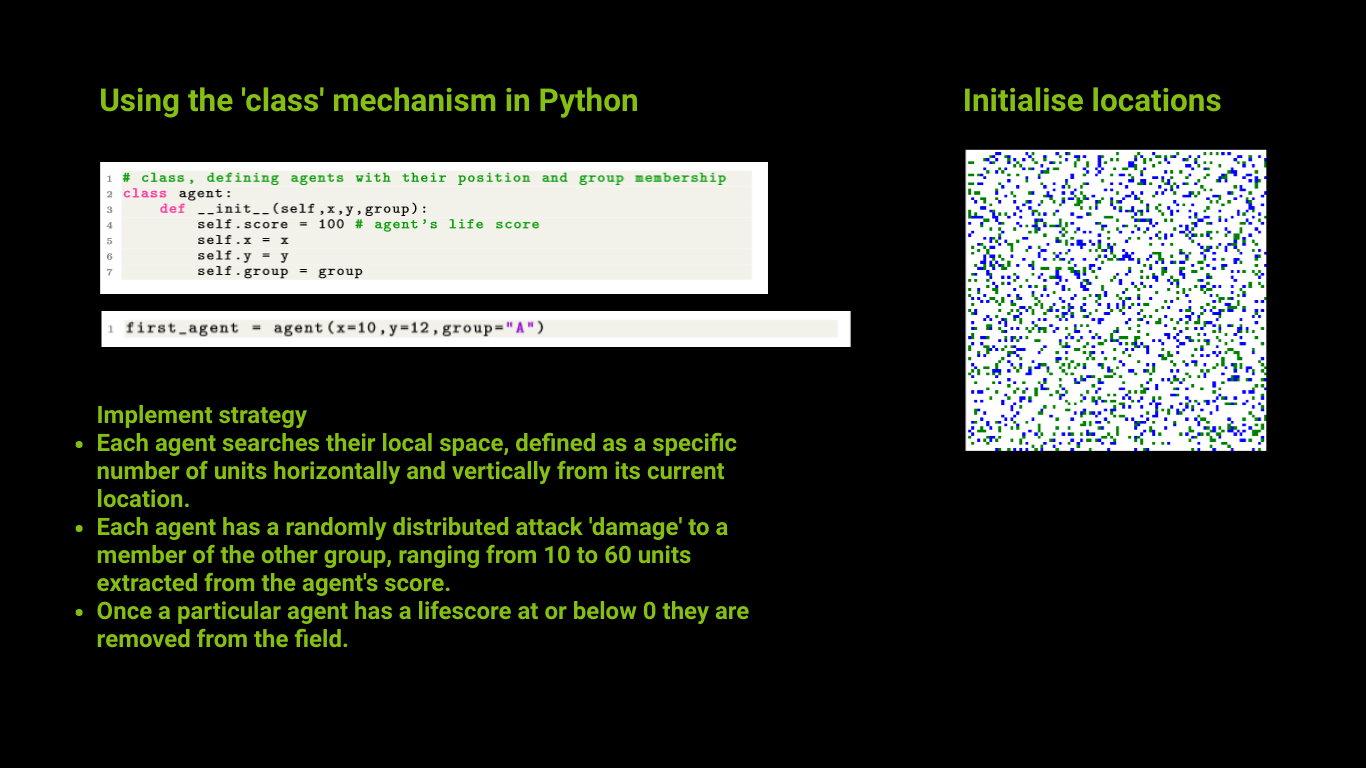 Using the 'class' mechanism in Python
Initialise locations
1 # class, defining agents with their position and group membership
2 class agent:
3     def __init__(self,x,y,group):
4         self.score = 100 # agent's life score
5         self.x = x
6         self.y = y
7         self.group = group
1 first_agent = agent(x=10,y=12,group="A")
Implement strategy
• Each agent searches their local space, defined as a specific
number of units horizontally and vertically from its current
location.
• Each agent has a randomly distributed attack 'damage' to a
member of the other group, ranging from 10 to 60 units
extracted from the agent's score.
• Once a particular agent has a lifescore at or below 0 they are
removed from the field.